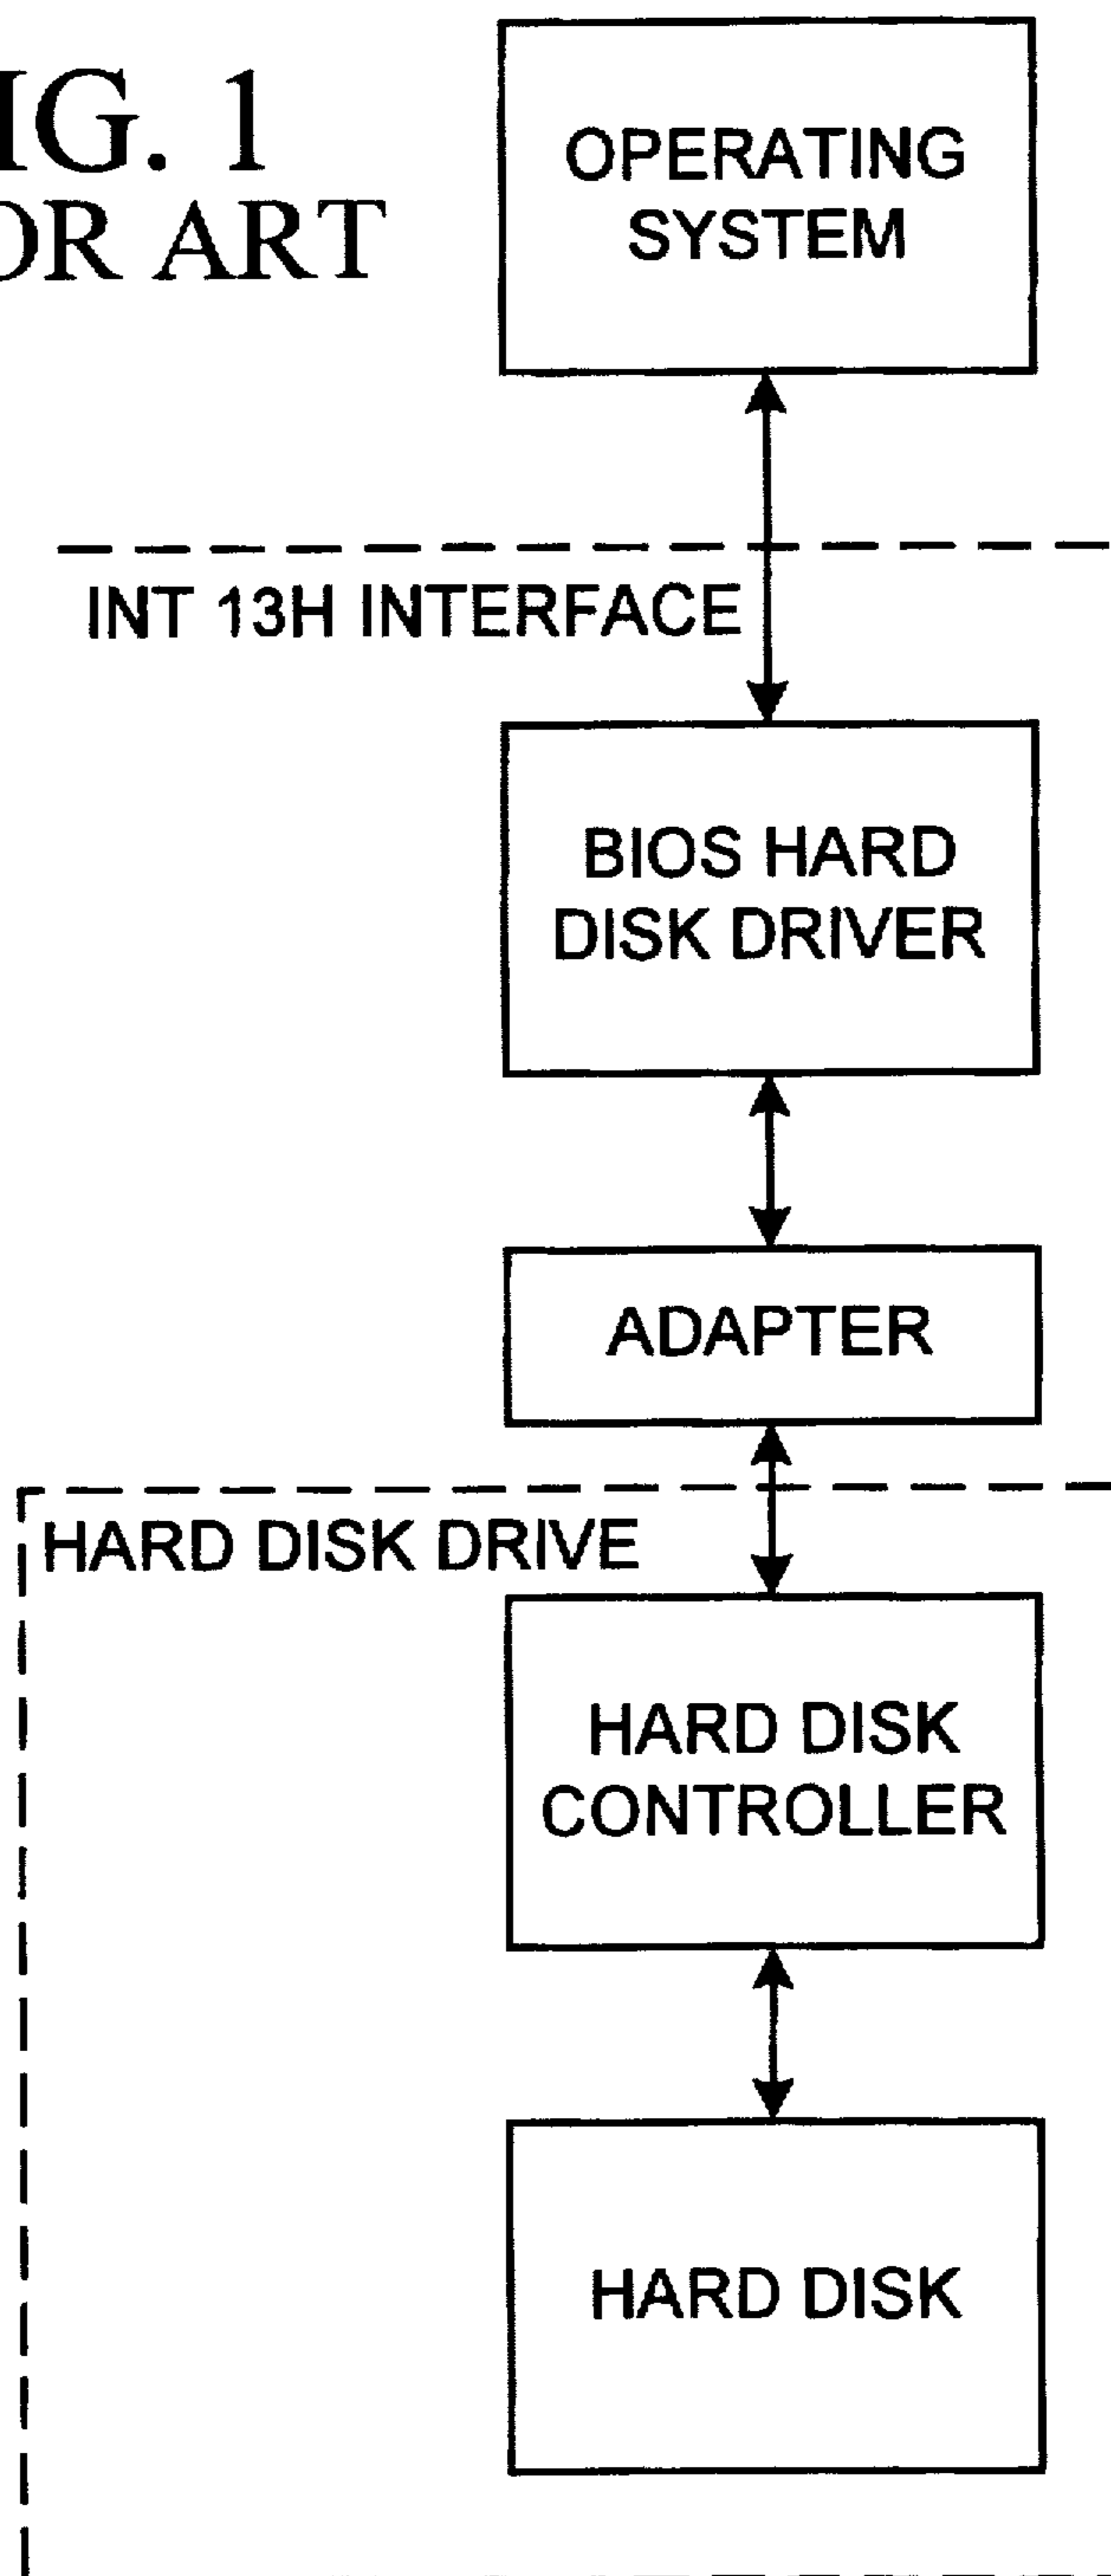 IG. 1
OR ART
OPERATING
SYSTEM
INT 13H INTERFACE
BIOS HARD
DISK DRIVER
ADAPTER
HARD DISK DRIVE
HARD DISK
CONTROLLER
HARD DISK